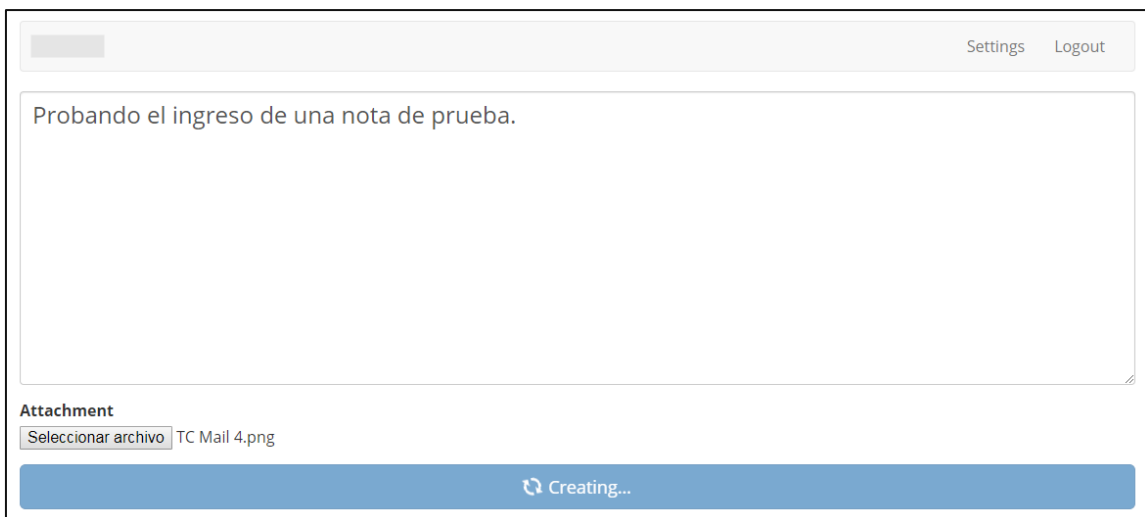 Settings Logout
Probando el ingreso de una nota de prueba.
Attachment
Seleccionar archivo TC Mail 4.png
Creating...